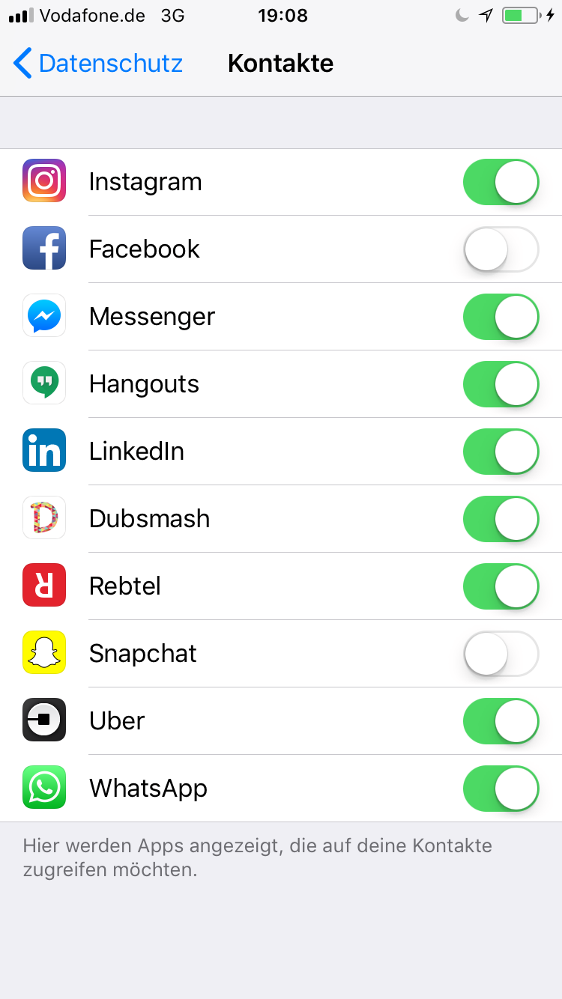 Vodafone.de 3G 19:08
Datenschutz Kontakte
Instagram
Facebook
Messenger
Hangouts
LinkedIn
Dubsmash
Rebtel
Snapchat
Uber
WhatsApp
Hier werden Apps angezeigt, die auf deine Kontakte
zugreifen möchten.